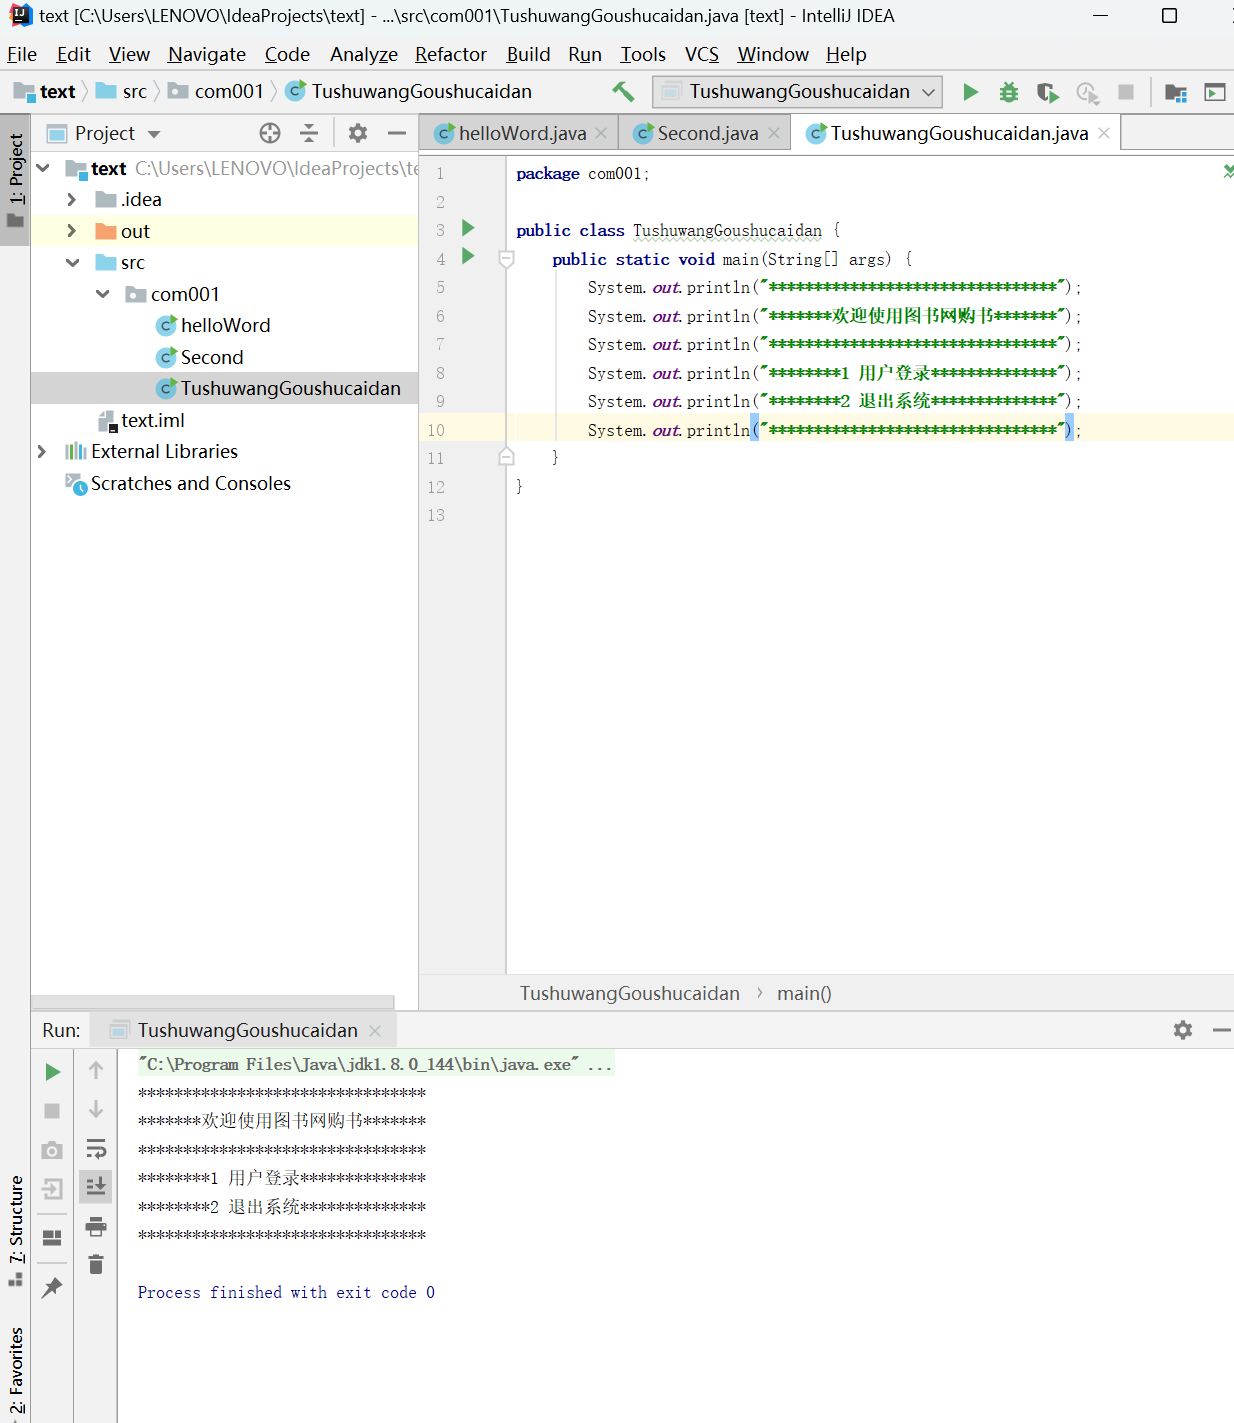 text [C:\Users\LENOVO\IdeaProjects\text] - ...\src\com001\TushuwangGoushucaidan.java [text] - IntelliJ IDEA
File Edit View Navigate Code Analyze Refactor Build Run Tools VCS Window Help
text src com001 TushuwangGoushucaidan TushuwangGoushucaidan
1: Project
Project
helloWord.java Second.java TushuwangGoushucaidan.java
text C:\Users\LENOVO\IdeaProjects\te
.idea
out
src
com001
helloWord
Second
TushuwangGoushucaidan
text.iml
External Libraries
Scratches and Consoles
1 package com001;
2
3 public class TushuwangGoushucaidan {
4 public static void main(String[] args) {
5 System.out.println("********************************");
6 System.out.println("*******欢迎使用图书网购书*******");
7 System.out.println("********************************");
8 System.out.println("********1 用户登录**************");
9 System.out.println("********2 退出系统**************");
10 System.out.println("********************************");
11 }
12 }
13
TushuwangGoushucaidan › main()
Run: TushuwangGoushucaidan
"C:\Program Files\Java\jdk1.8.0_144\bin\java.exe" ...
********************************
*******欢迎使用图书网购书*******
********************************
********1 用户登录**************
********2 退出系统**************
********************************
Process finished with exit code 0
7: Structure
2: Favorites